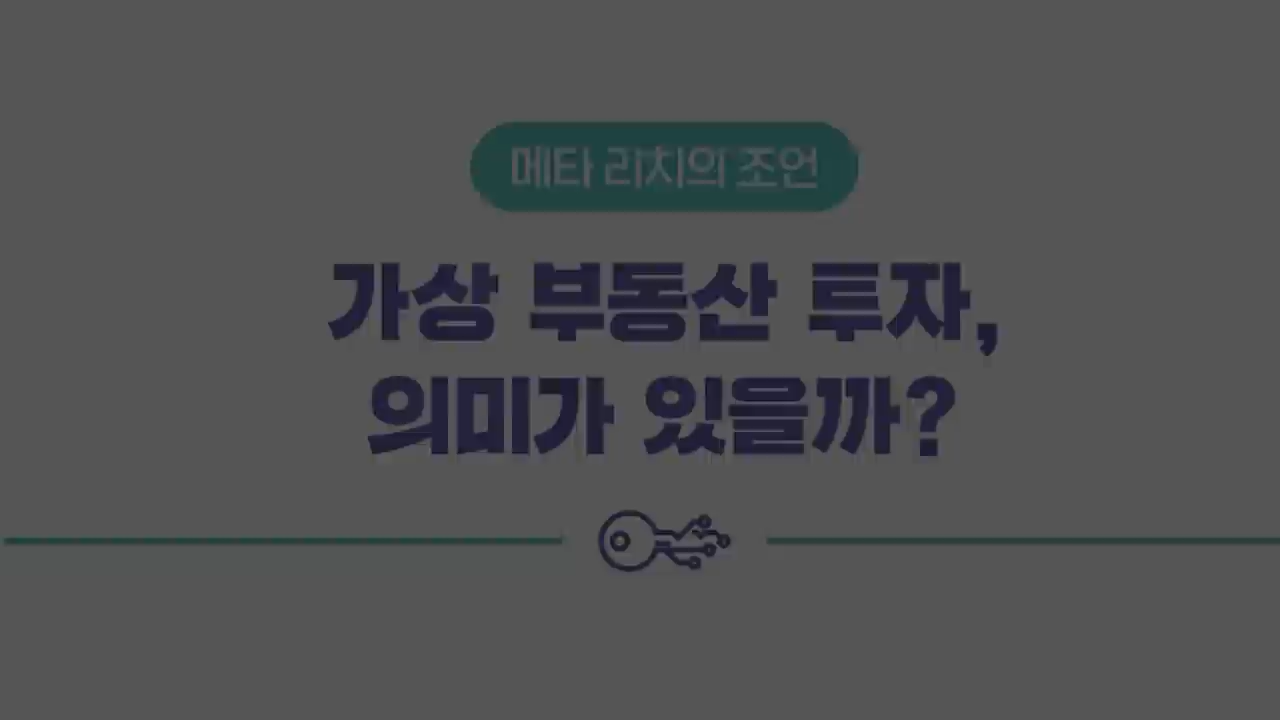 메타 리치의 조언
가상 부동산 투자,
의미가 있을까?